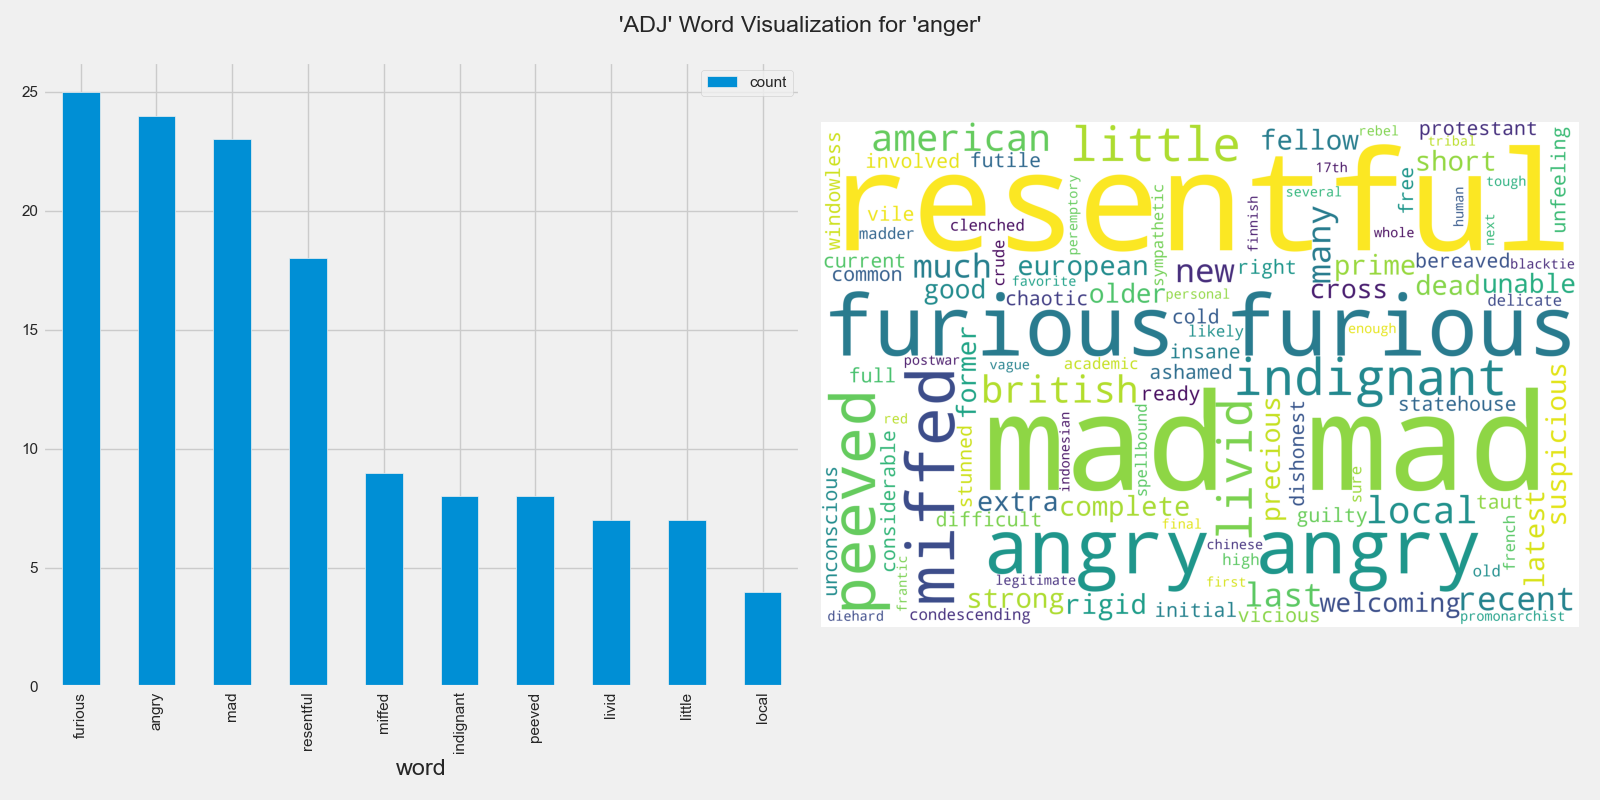 'ADJ' Word Visualization for 'anger'
count
25
20
15
10
5
0
furious
angry
mad
resentful
miffed
indignant
peeved
livid
little
local
word
american
little
fellow
rebel
protestant
tribal
windowless
involved
futile
17th
short
unfeeling
resentful
several
free
tough
human
next
vile
madder
clenched
peremptory
sympathetic
finnish
many
whole
current
common
much
crude
european
new
right
prime
bereaved
blacktie
good
favorite
chaotic
older
personal
cross
dead
unable
delicate
furious
furious
cold
likely
enough
insane
postwar
former
vague
academic
ashamed
indignant
full
miffed
british
ready
peeved
red
mad
mad
livid
precious
dishonest
statehouse
suspicious
considerable
stunned
indonesian
spellbound
sure
unconscious
extra
complete
guilty
local
taut
latest
difficult
final
angry
angry
chinese
high
french
old
frantic
legitimate
first
strong
rigid
initial
last
welcoming
recent
diehard
condescending
vicious
promonarchist